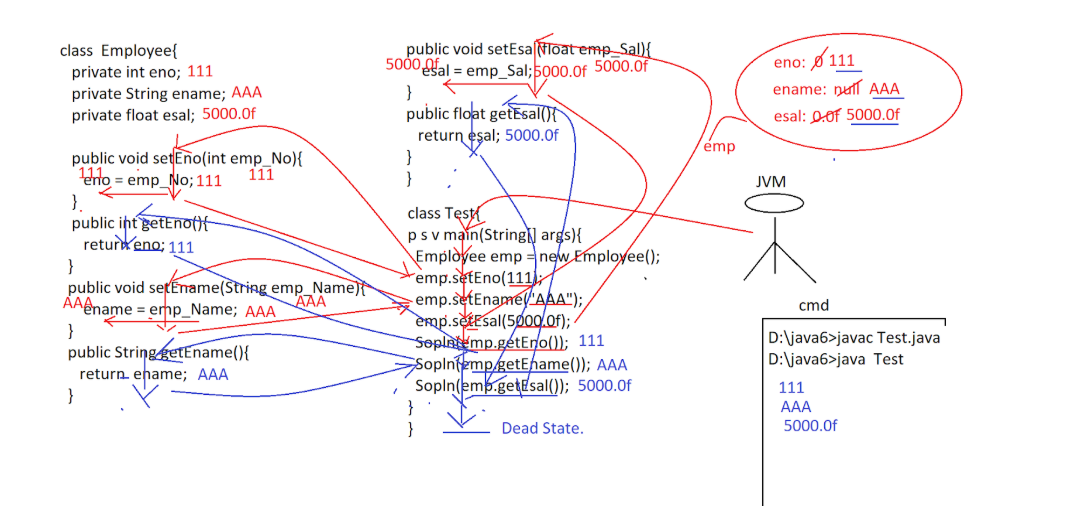 class Employee{
private int eno; 111
private String ename; AAA
private float esal; 5000.0f
public void setEno(int emp_No){
111 111
eno = emp_No; 111
}
public int getEno(){
return eno; 111
}
public void setEname(String emp_Name){
AAA AAA
ename = emp_Name; AAA
}
public String getEname(){
return ename; AAA
}
public void setEsal(float emp_Sal){
5000.0f 5000.0f
esal = emp_Sal; 5000.0f
}
public float getEsal(){
return esal; 5000.0f
}
}
class Test{
p s v main(String[] args){
Employee emp = new Employee();
emp.setEno(111);
emp.setEname("AAA");
emp.setEsal(5000.0f);
Sopln(emp.getEno()); 111
Sopln(emp.getEname()); AAA
Sopln(emp.getEsal()); 5000.0f
}
} Dead State.
eno: 0 111
ename: null AAA
esal: 0.0f 5000.0f
emp
JVM
cmd
D:\java6>javac Test.java
D:\java6>java Test
111
AAA
5000.0f